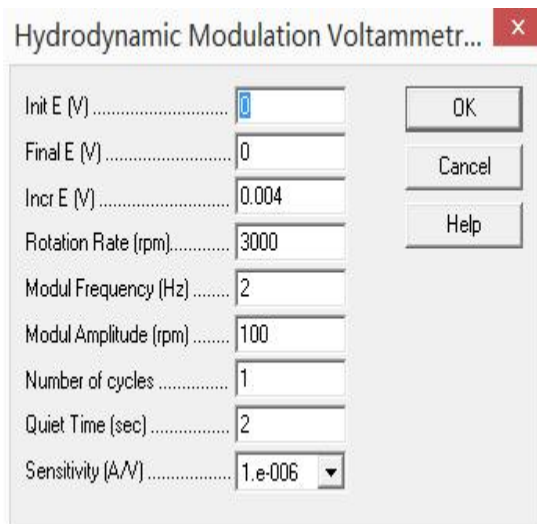 Hydrodynamic Modulation Voltammetr... x
Init E (V) ............................ 0 OK
Final E (V) .......................... 0 Cancel
Incr E (V) ........................... 0.004
Rotation Rate (rpm)............ 3000 Help
Modul Frequency (Hz) ........ 2
Modul Amplitude (rpm) ....... 100
Number of cycles ............... 1
Quiet Time (sec) ................. 2
Sensitivity (A/V) .................. 1.e-006